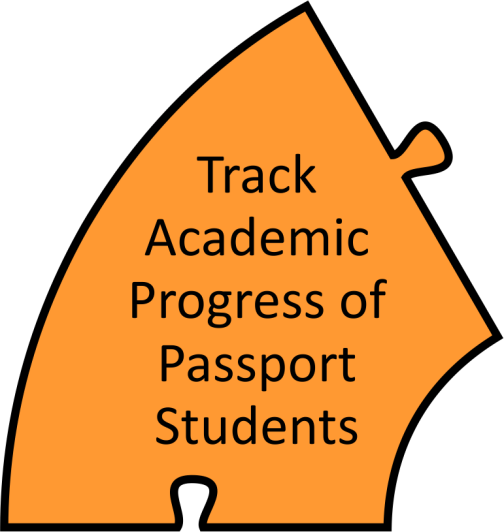 Track
Academic
Progress of
Passport
Students